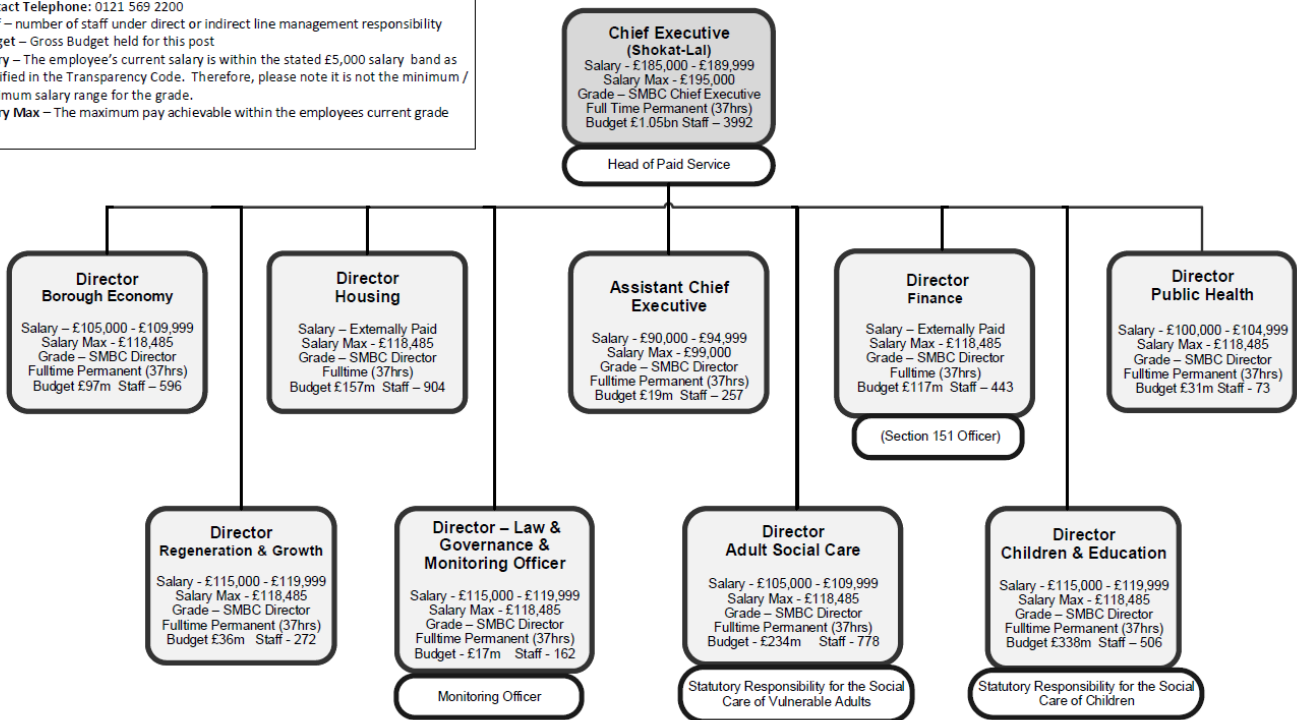 Contact Telephone: 0121 569 2200
– number of staff under direct or indirect line management responsibility
– Gross Budget held for this post
– The employee's current salary is within the stated £5,000 salary band as
Therefore, please note it is not the minimum /
salary range for the grade.
Max – The maximum pay achievable within the employees current grade
Chief Executive
(Shokat-Lal)
Salary - £185,000 - £189,999
Salary Max - £195,000
Grade – SMBC Chief Executive
Full Time Permanent (37hrs)
Budget £1.05bn Staff – 3992
Head of Paid Service
Director
Borough Economy
Salary – £105,000 - £109,999
Salary Max - £118,485
Grade – SMBC Director
Fulltime Permanent (37hrs)
Budget £97m Staff – 596
Director
Housing
Salary – Externally Paid
Salary Max - £118,485
Grade – SMBC Director
Fulltime (37hrs)
Budget £157m Staff – 904
Assistant Chief
Executive
Salary - £90,000 - £94,999
Salary Max - £99,000
Grade – SMBC Director
Fulltime Permanent (37hrs)
Budget £19m Staff – 257
Director
Finance
Salary – Externally Paid
Salary Max - £118,485
Grade – SMBC Director
Fulltime (37hrs)
Budget £117m Staff – 443
(Section 151 Officer)
Director
Public Health
Salary - £100,000 - £104,999
Salary Max - £118,485
Grade – SMBC Director
Fulltime Permanent (37hrs)
Budget £31m Staff - 73
Director
Regeneration & Growth
Salary - £115,000 - £119,999
Salary Max - £118,485
Grade – SMBC Director
Fulltime Permanent (37hrs)
Budget £36m Staff - 272
Director – Law &
Governance &
Monitoring Officer
Salary - £115,000 - £119,999
Salary Max - £118,485
Grade – SMBC Director
Fulltime Permanent (37hrs)
Budget - £17m Staff - 162
Monitoring Officer
Director
Adult Social Care
Salary - £105,000 - £109,999
Salary Max - £118,485
Grade – SMBC Director
Fulltime Permanent (37hrs)
Budget - £234m Staff - 778
Statutory Responsibility for the Social
Care of Vulnerable Adults
Director
Children & Education
Salary - £115,000 - £119,999
Salary Max - £118,485
Grade – SMBC Director
Fulltime Permanent (37hrs)
Budget £338m Staff – 506
Statutory Responsibility for the Social
Care of Children